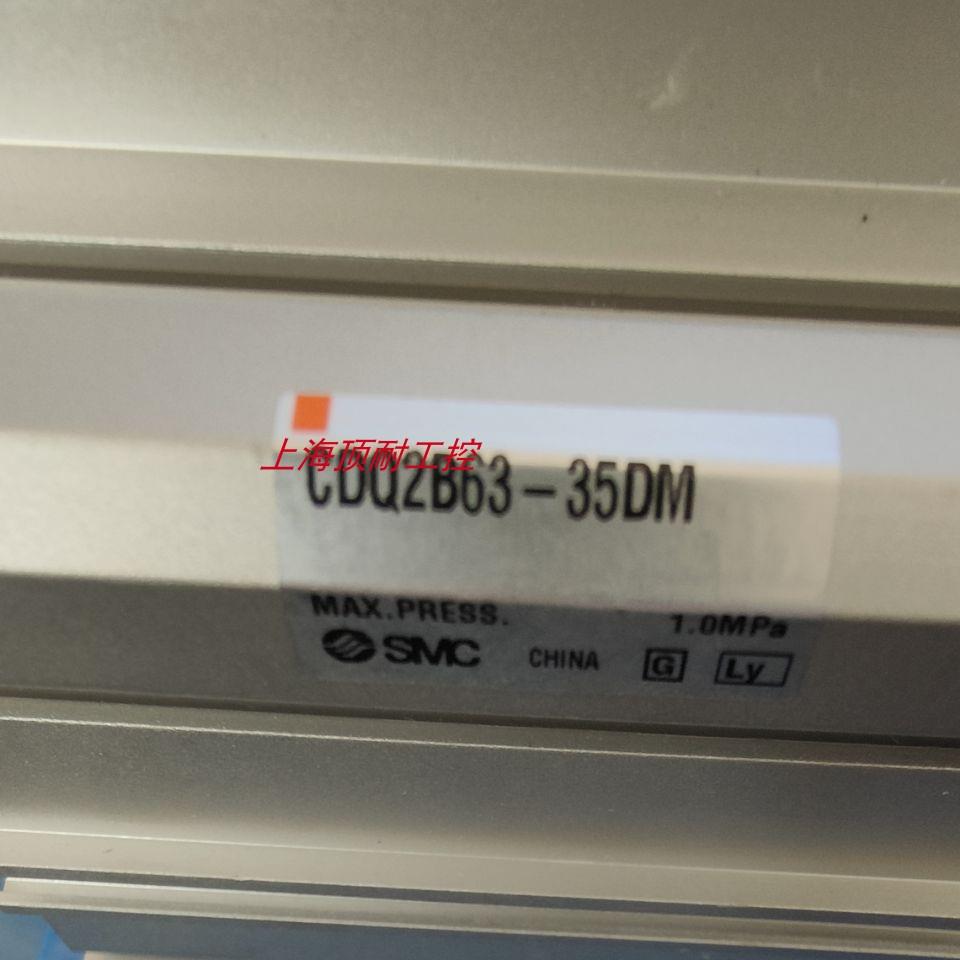 上海顶耐工控
CDQ2B63-35DM
MAX.PRESS. 1.0MPa
SMC CHINA G Ly